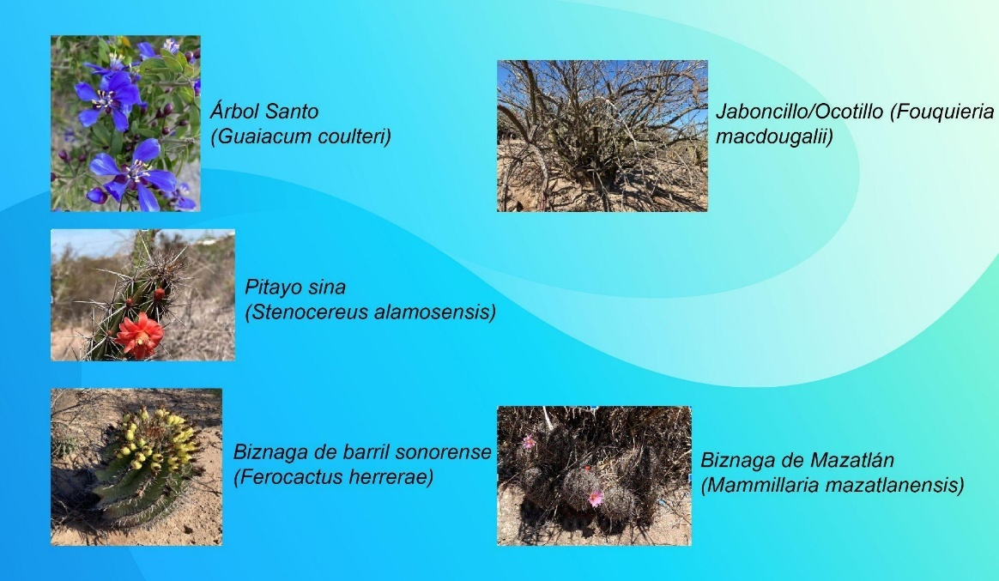 Árbol Santo
(Guaiacum coulteri)
Jaboncillo/Ocotillo (Fouquieria
macdougalii)
Pitayo sina
(Stenocereus alamosensis)
Biznaga de barril sonorense
(Ferocactus herrerae)
Biznaga de Mazatlán
(Mammillaria mazatlanensis)